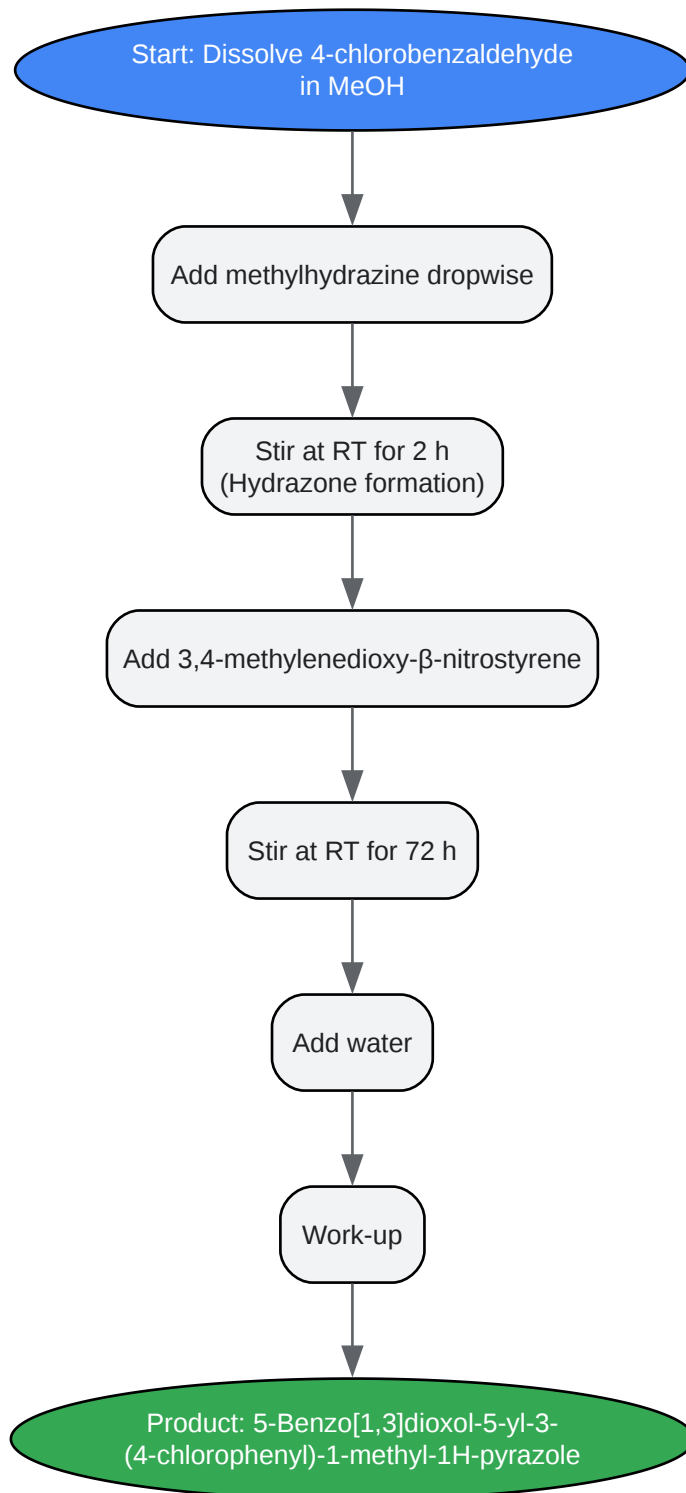 Start: Dissolve 4-chlorobenzaldehyde
in MeOH
Add methylhydrazine dropwise
Stir at RT for 2 h
(Hydrazone formation)
Add 3,4-methylenedioxy-β-nitrostyrene
Stir at RT for 72 h
Add water
Work-up
Product: 5-Benzo[1,3]dioxol-5-yl-3-
(4-chlorophenyl)-1-methyl-1H-pyrazole